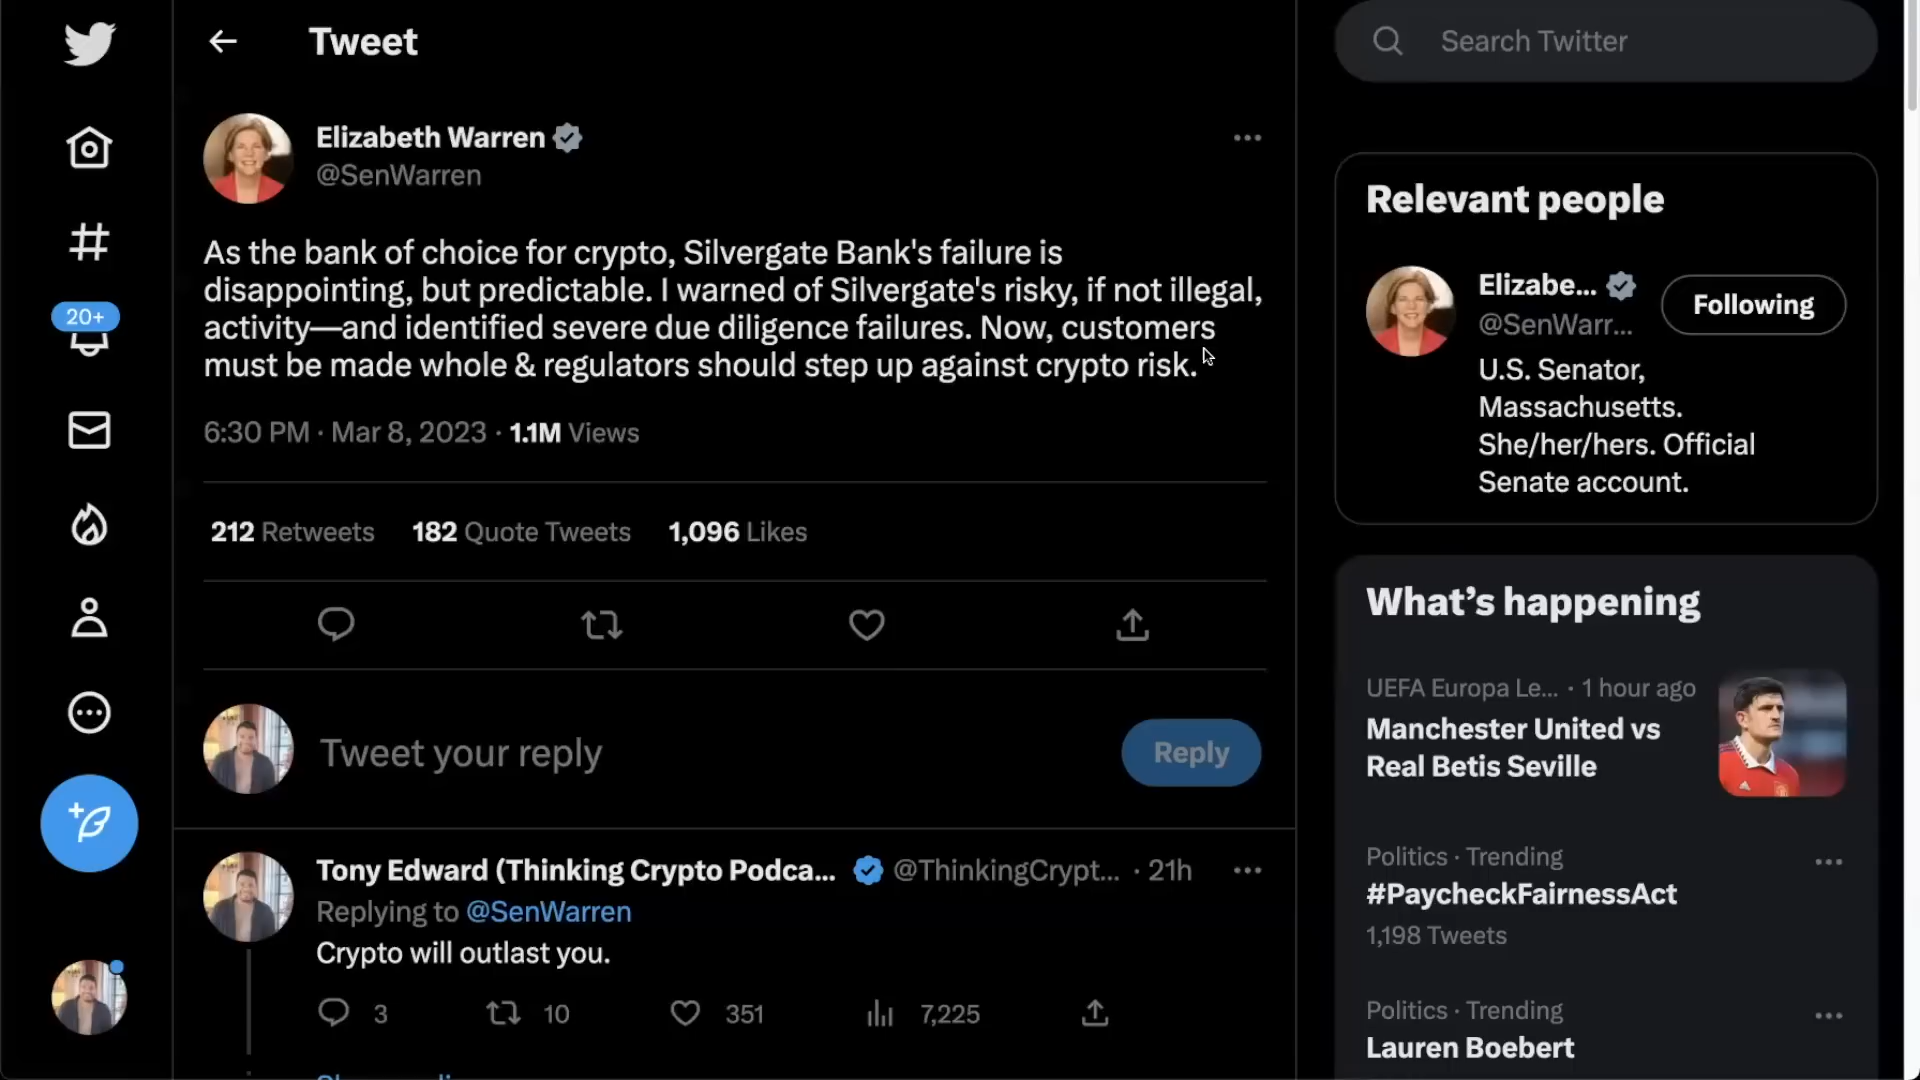 Tweet
Search Twitter
Elizabeth Warren
@SenWarren
As the bank of choice for crypto, Silvergate Bank's failure is
disappointing, but predictable. I warned of Silvergate's risky, if not illegal,
activity—and identified severe due diligence failures. Now, customers
must be made whole & regulators should step up against crypto risk.
6:30 PM · Mar 8, 2023 · 1.1M Views
212 Retweets 182 Quote Tweets 1,096 Likes
Tweet your reply
Reply
Tony Edward (Thinking Crypto Podca... @ThinkingCrypt... · 21h
Replying to @SenWarren
Crypto will outlast you.
3 10 351 7,225
20+
Relevant people
Elizabe...
@SenWarr...
Following
U.S. Senator,
Massachusetts.
She/her/hers. Official
Senate account.
What's happening
UEFA Europa Le... · 1 hour ago
Manchester United vs
Real Betis Seville
Politics · Trending
#PaycheckFairnessAct
1,198 Tweets
Politics · Trending
Lauren Boebert